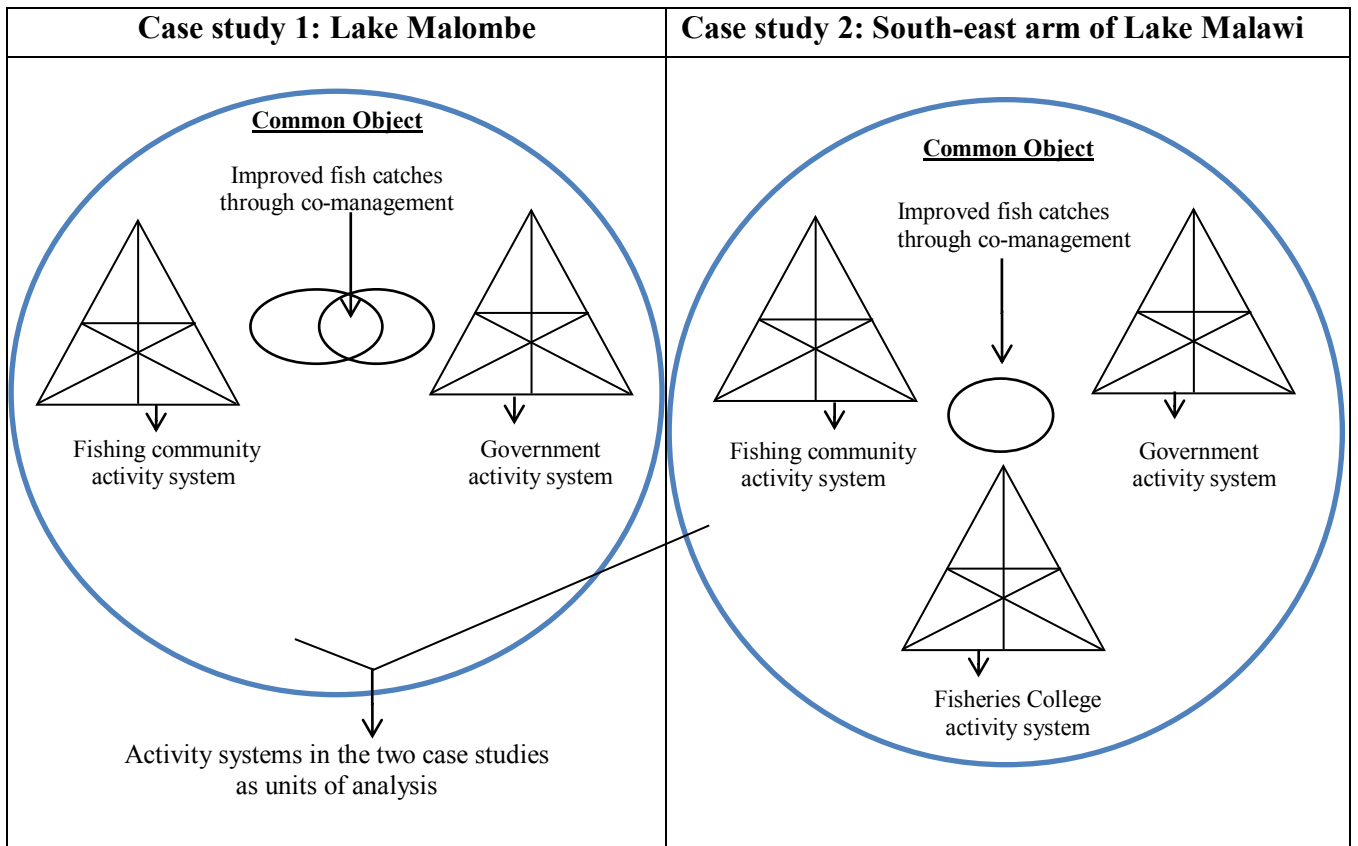 Case study 1: Lake Malombe
Common Object
Improved fish catches
through co-management
Fishing community
activity system
Government
activity system
Activity systems in the two case studies
as units of analysis
Case study 2: South-east arm of Lake Malawi
Common Object
Improved fish catches
through co-management
Fishing community
activity system
Government
activity system
Fisheries College
activity system